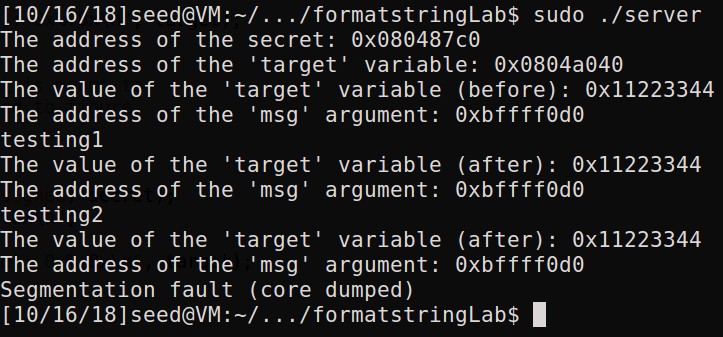 [10/16/18]seed@VM:~/.../formatstringLab$ sudo ./server
The address of the secret: 0x080487c0
The address of the 'target' variable: 0x0804a040
The value of the 'target' variable (before): 0x11223344
The address of the 'msg' argument: 0xbffff0d0
testing1
The value of the 'target' variable (after): 0x11223344
The address of the 'msg' argument: 0xbffff0d0
testing2
The value of the 'target' variable (after): 0x11223344
The address of the 'msg' argument: 0xbffff0d0
Segmentation fault (core dumped)
[10/16/18]seed@VM:~/.../formatstringLab$